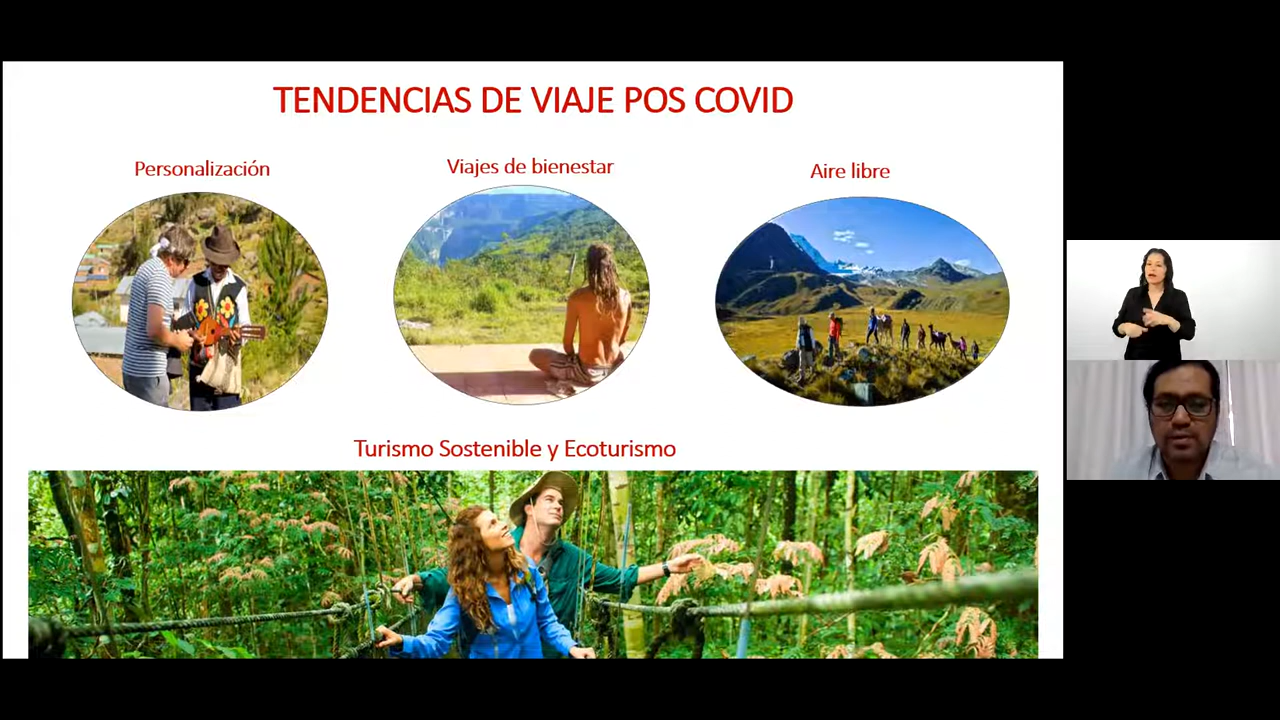 TENDENCIAS DE VIAJE POS COVID
Personalización
Viajes de bienestar
Aire libre
Turismo Sostenible y Ecoturismo